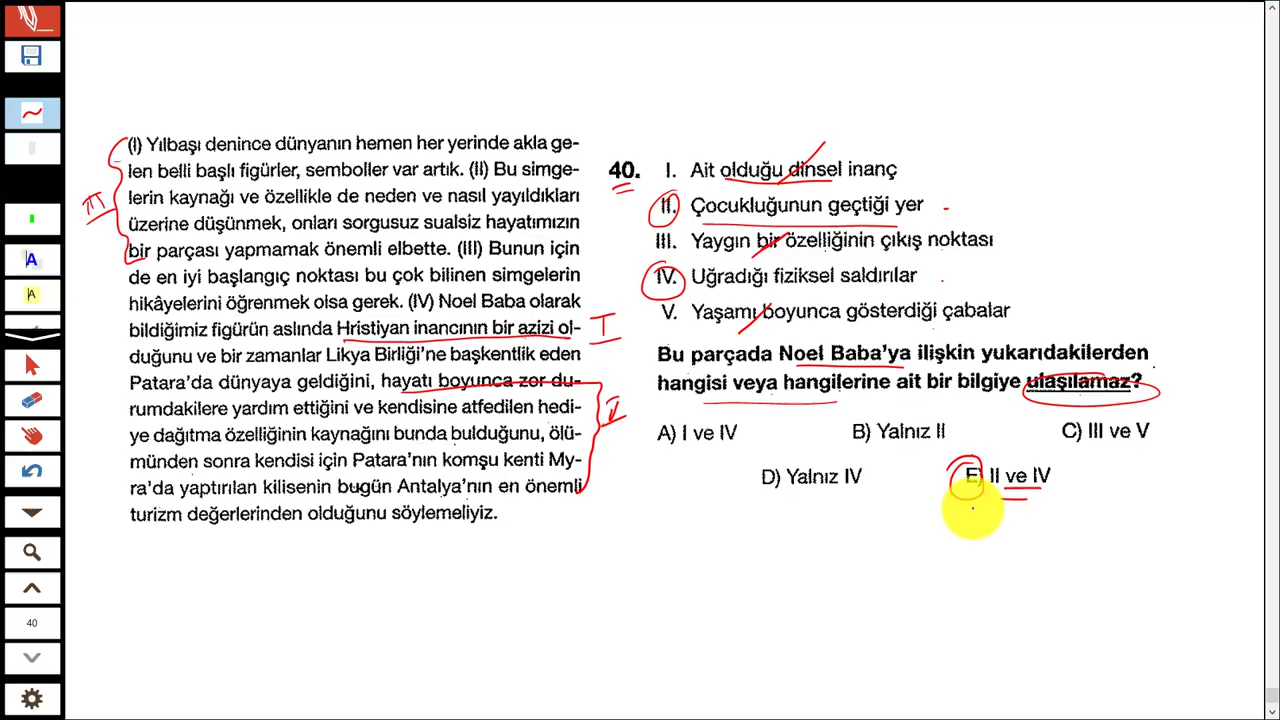 (I) Yılbaşı denince dünyanın hemen her yerinde akla ge-
len belli başlı figürler, semboller var artık. (II) Bu simge-
lerin kaynağı ve özellikle de neden ve nasıl yayıldıkları
üzerine düşünmek, onları sorgusuz sualsiz hayatımızın
bir parçası yapmamak önemli elbette. (III) Bunun için
de en iyi başlangıç noktası bu çok bilinen simgelerin
hikâyelerini öğrenmek olsa gerek. (IV) Noel Baba olarak
bildiğimiz figürün aslında Hristiyan inancının bir azizi ol-
duğunu ve bir zamanlar Likya Birliği'ne başkentlik eden
Patara'da dünyaya geldiğini, hayatı boyunca zor du-
rumdakilere yardım ettiğini ve kendisine atfedilen hedi-
ye dağıtma özelliğinin kaynağını bunda bulduğunu, ölü-
münden sonra kendisi için Patara'nın komşu kenti My-
ra'da yaptırılan kilisenin bugün Antalya'nın en önemli
turizm değerlerinden olduğunu söylemeliyiz.
III
I
II
40. I. Ait olduğu dinsel inanç
II. Çocukluğunun geçtiği yer
III. Yaygın bir özelliğinin çıkış noktası
IV. Uğradığı fiziksel saldırılar
V. Yaşamı boyunca gösterdiği çabalar
Bu parçada Noel Baba'ya ilişkin yukarıdakilerden
hangisi veya hangilerine ait bir bilgiye ulaşılamaz?
A) I ve IV B) Yalnız II C) III ve V
D) Yalnız IV E) II ve IV
A
A
40